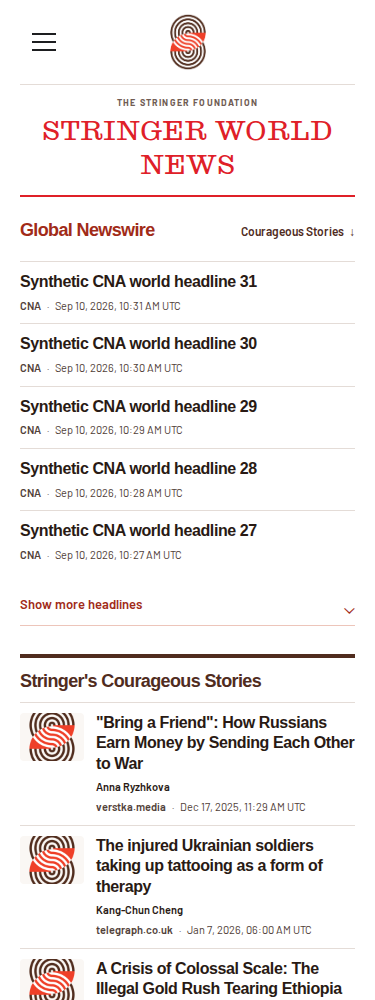 THE STRINGER FOUNDATION
STRINGER WORLD
NEWS
Global Newswire
Courageous Stories ↓
Synthetic CNA world headline 31
CNA · Sep 10, 2026, 10:31 AM UTC
Synthetic CNA world headline 30
CNA · Sep 10, 2026, 10:30 AM UTC
Synthetic CNA world headline 29
CNA · Sep 10, 2026, 10:29 AM UTC
Synthetic CNA world headline 28
CNA · Sep 10, 2026, 10:28 AM UTC
Synthetic CNA world headline 27
CNA · Sep 10, 2026, 10:27 AM UTC
Show more headlines
Stringer's Courageous Stories
"Bring a Friend": How Russians
Earn Money by Sending Each Other
to War
Anna Ryzhkova
verstka.media · Dec 17, 2025, 11:29 AM UTC
The injured Ukrainian soldiers
taking up tattooing as a form of
therapy
Kang-Chun Cheng
telegraph.co.uk · Jan 7, 2026, 06:00 AM UTC
A Crisis of Colossal Scale: The
Illegal Gold Rush Tearing Ethiopia